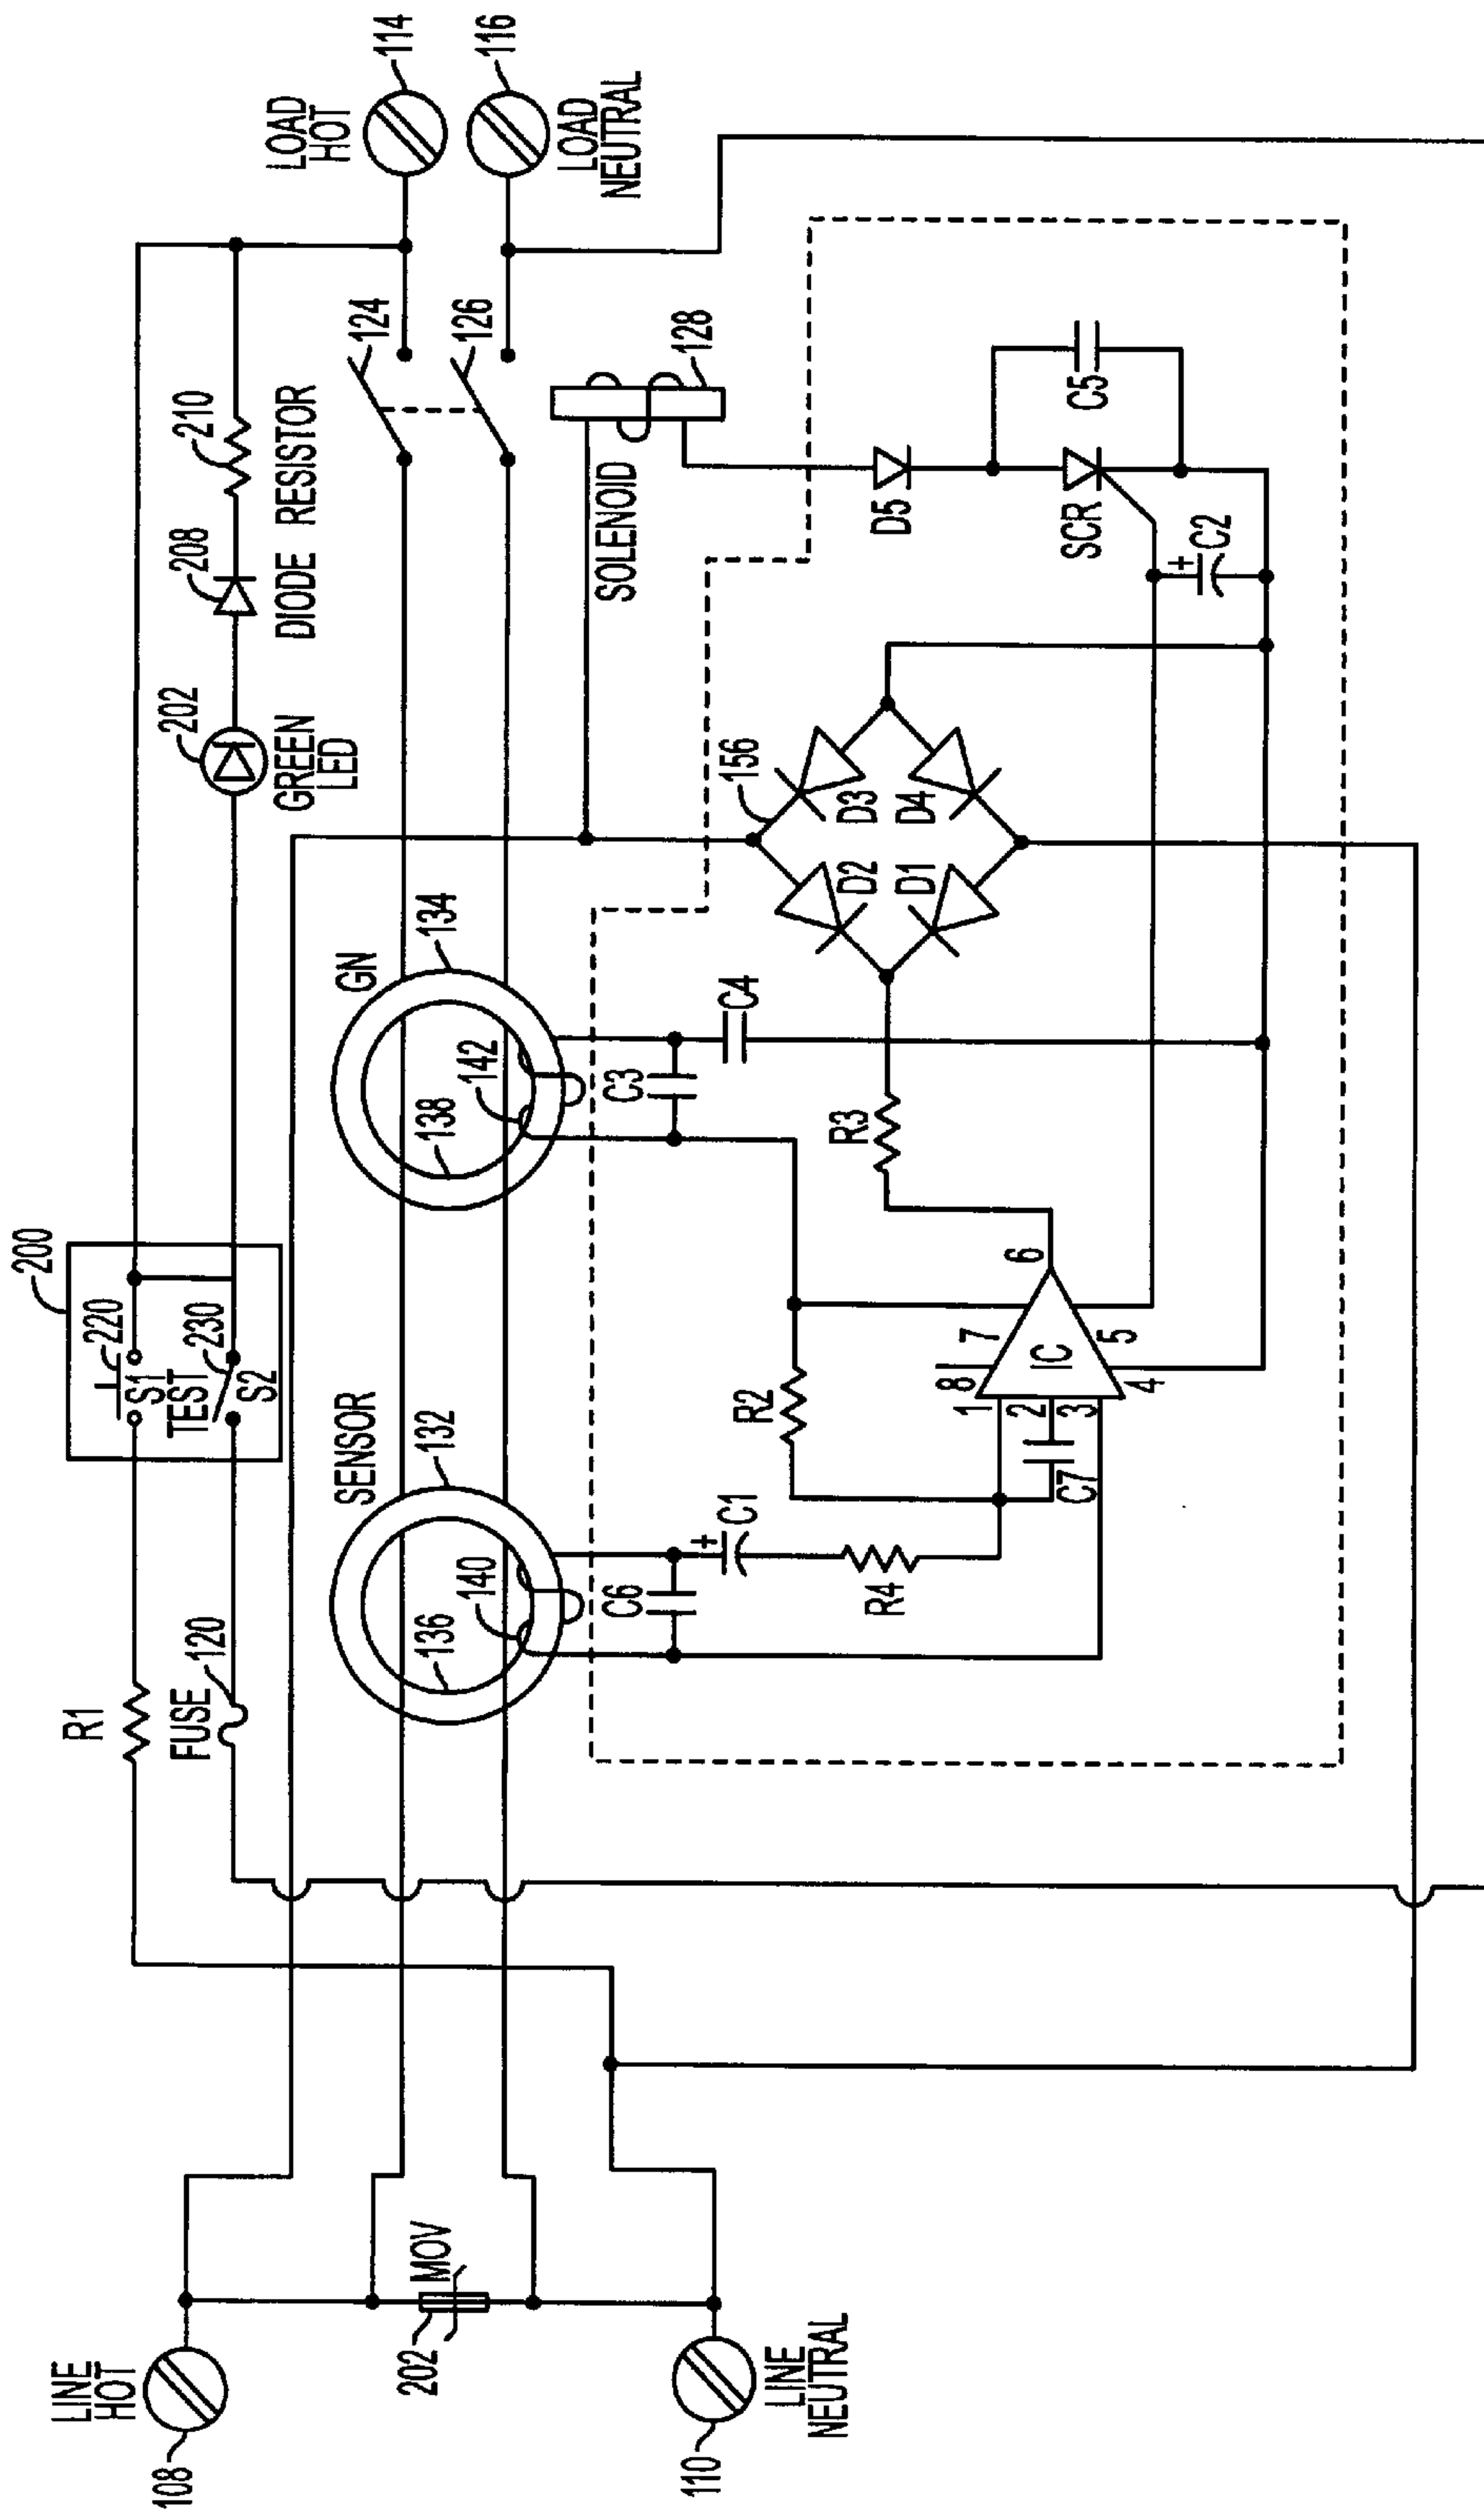 LINE
HOT
108
202
MOV
110
LINE
NEUTRAL
R1
FUSE
120
200
220
S1
TEST
230
S2
SENSOR
132
136
140
GN
134
138
142
202
GREEN
LED
208
210
DIODE RESISTOR
124
126
LOAD
HOT
114
116
LOAD
NEUTRAL
SOLENOID
128
156
C6
+
C1
R4
R2
C3
C4
R3
D2
D3
D1
D4
D5
SCR
C5
+
C2
C7
IC
1
2
3
4
5
6
7
8